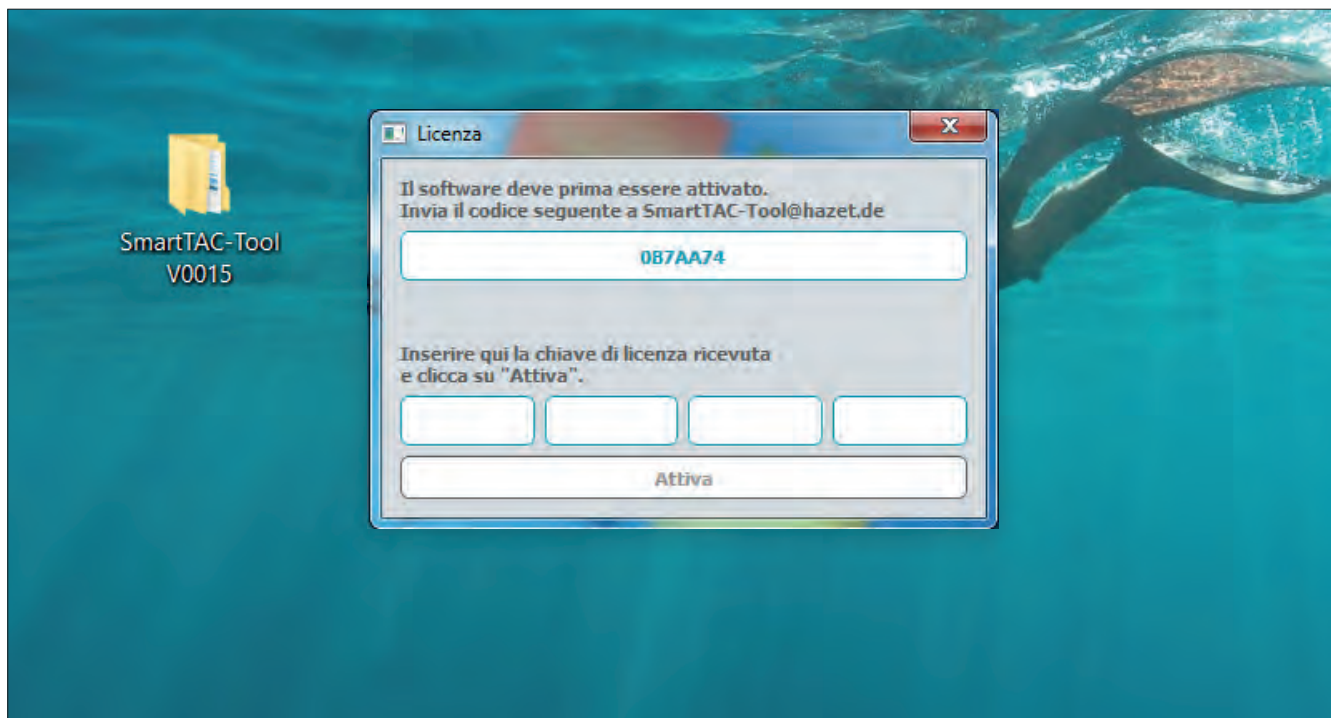 SmartTAC-Tool
V0015
Licenza
Il software deve prima essere attivato.
Invia il codice seguente a SmartTAC-Tool@hazet.de
0B7AA74
Inserire qui la chiave di licenza ricevuta
e clicca su "Attiva".
Attiva